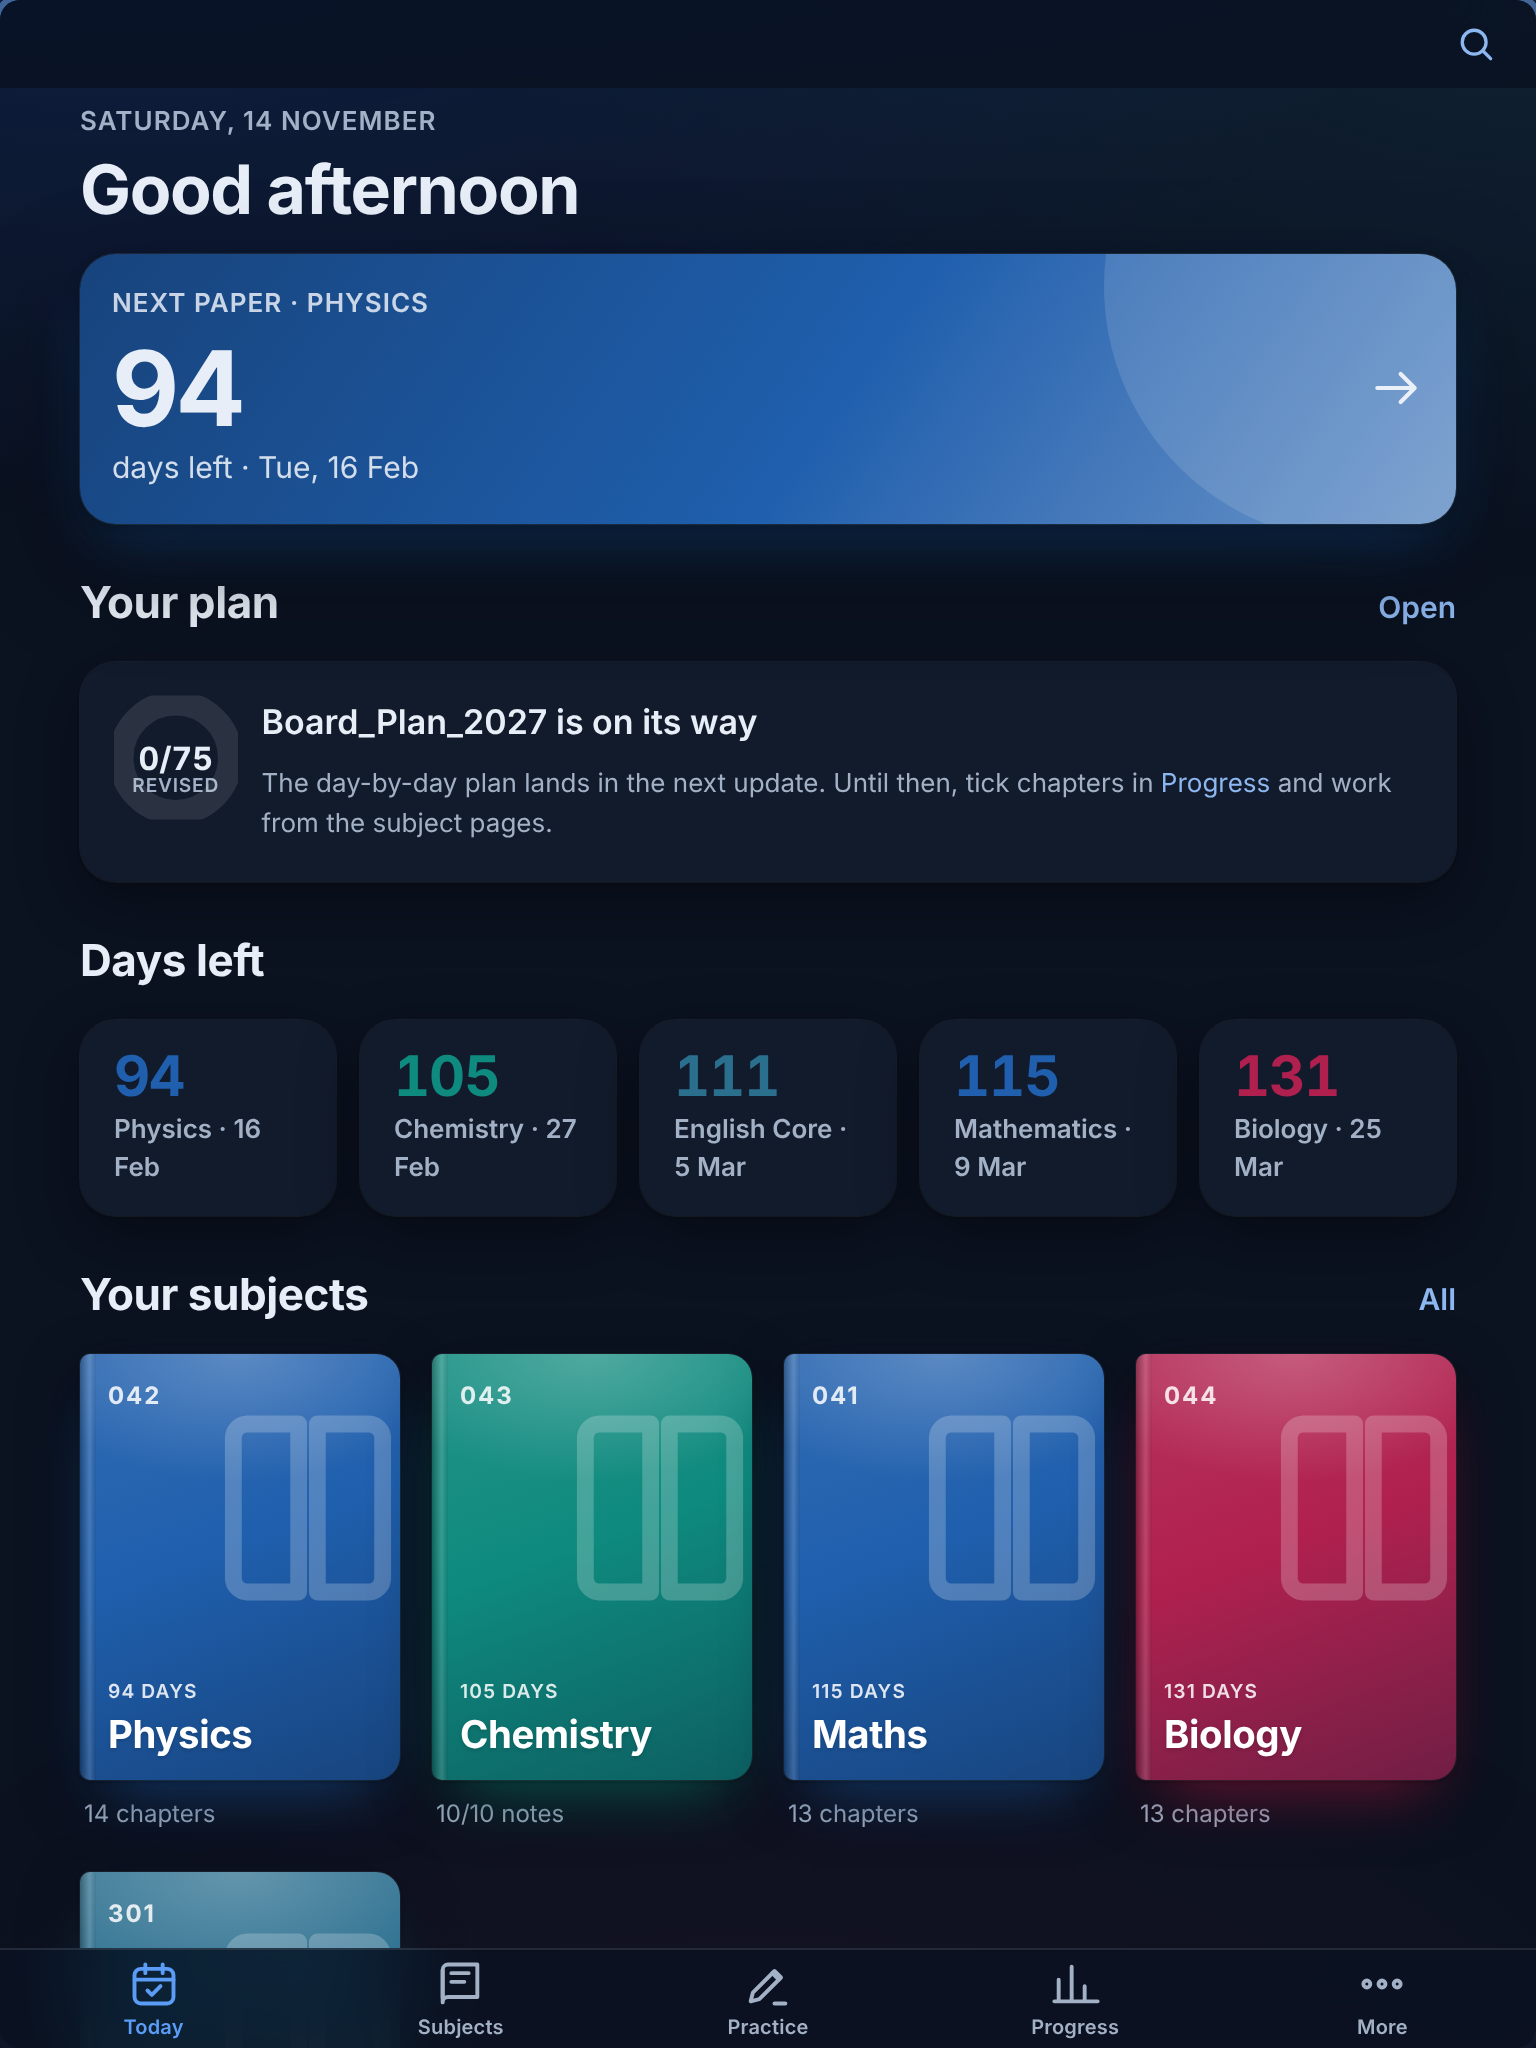 SATURDAY, 14 NOVEMBER
Good afternoon
NEXT PAPER · PHYSICS
94
days left · Tue, 16 Feb
Your plan
Open
0/75
REVISED
Board_Plan_2027 is on its way
The day-by-day plan lands in the next update. Until then, tick chapters in Progress and work
from the subject pages.
Days left
94
Physics · 16
Feb
105
Chemistry · 27
Feb
111
English Core ·
5 Mar
115
Mathematics ·
9 Mar
131
Biology · 25
Mar
Your subjects
All
042
94 DAYS
Physics
14 chapters
043
105 DAYS
Chemistry
10/10 notes
041
115 DAYS
Maths
13 chapters
044
131 DAYS
Biology
13 chapters
301
Today
Subjects
Practice
Progress
More